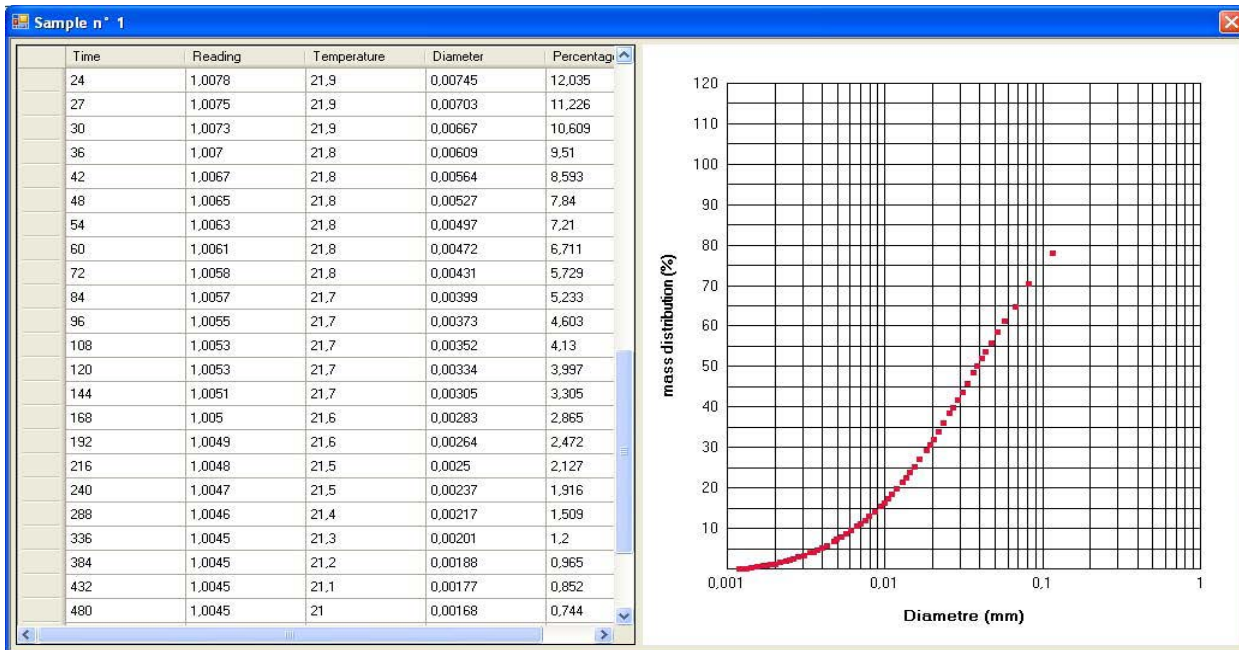 Sample n° 1
Time Reading Temperature Diameter Percentag
24 1,0078 21,9 0,00745 12,035
27 1,0075 21,9 0,00703 11,226
30 1,0073 21,9 0,00667 10,609
36 1,007 21,8 0,00609 9,51
42 1,0067 21,8 0,00564 8,593
48 1,0065 21,8 0,00527 7,84
54 1,0063 21,8 0,00497 7,21
60 1,0061 21,8 0,00472 6,711
72 1,0058 21,8 0,00431 5,729
84 1,0057 21,7 0,00399 5,233
96 1,0055 21,7 0,00373 4,603
108 1,0053 21,7 0,00352 4,13
120 1,0053 21,7 0,00334 3,997
144 1,0051 21,7 0,00305 3,305
168 1,005 21,6 0,00283 2,865
192 1,0049 21,6 0,00264 2,472
216 1,0048 21,5 0,0025 2,127
240 1,0047 21,5 0,00237 1,916
288 1,0046 21,4 0,00217 1,509
336 1,0045 21,3 0,00201 1,2
384 1,0045 21,2 0,00188 0,965
432 1,0045 21,1 0,00177 0,852
480 1,0045 21 0,00168 0,744
mass distribution (%)
120
110
100
90
80
70
60
50
40
30
20
10
0,001 0,01 0,1 1
Diametre (mm)